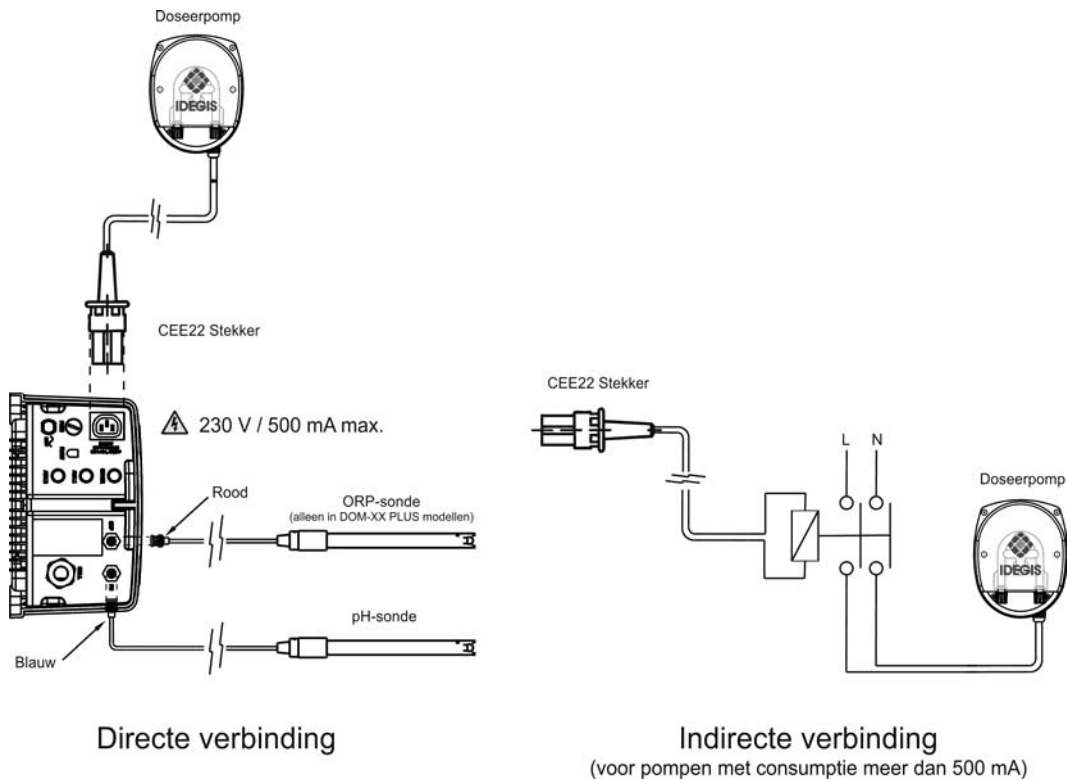 Doseerpomp
IDEGIS
CEE22 Stekker
230 V / 500 mA max.
Rood
ORP-sonde
(alleen in DOM-XX PLUS modellen)
pH-sonde
Blauw
Directe verbinding
CEE22 Stekker
L N
Doseerpomp
IDEGIS
Indirecte verbinding
(voor pompen met consumptie meer dan 500 mA)